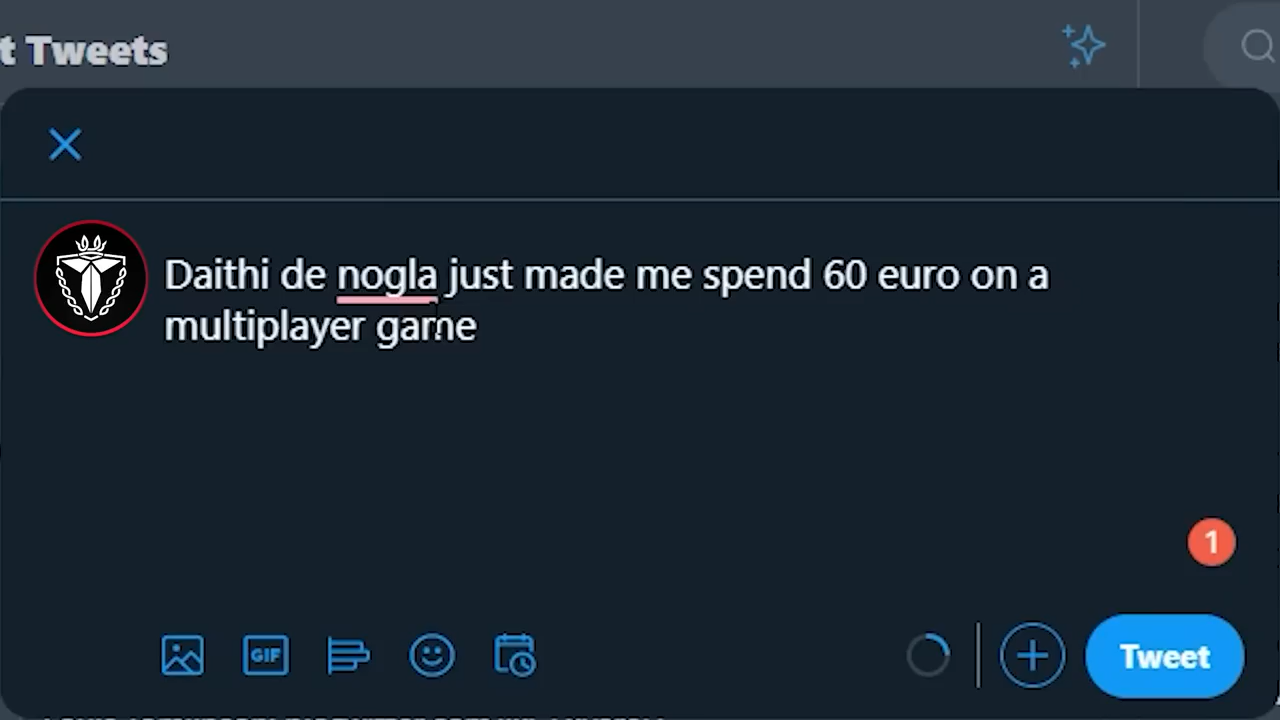 t Tweets
Daithi de nogla just made me spend 60 euro on a
multiplayer game
1
GIF
Tweet